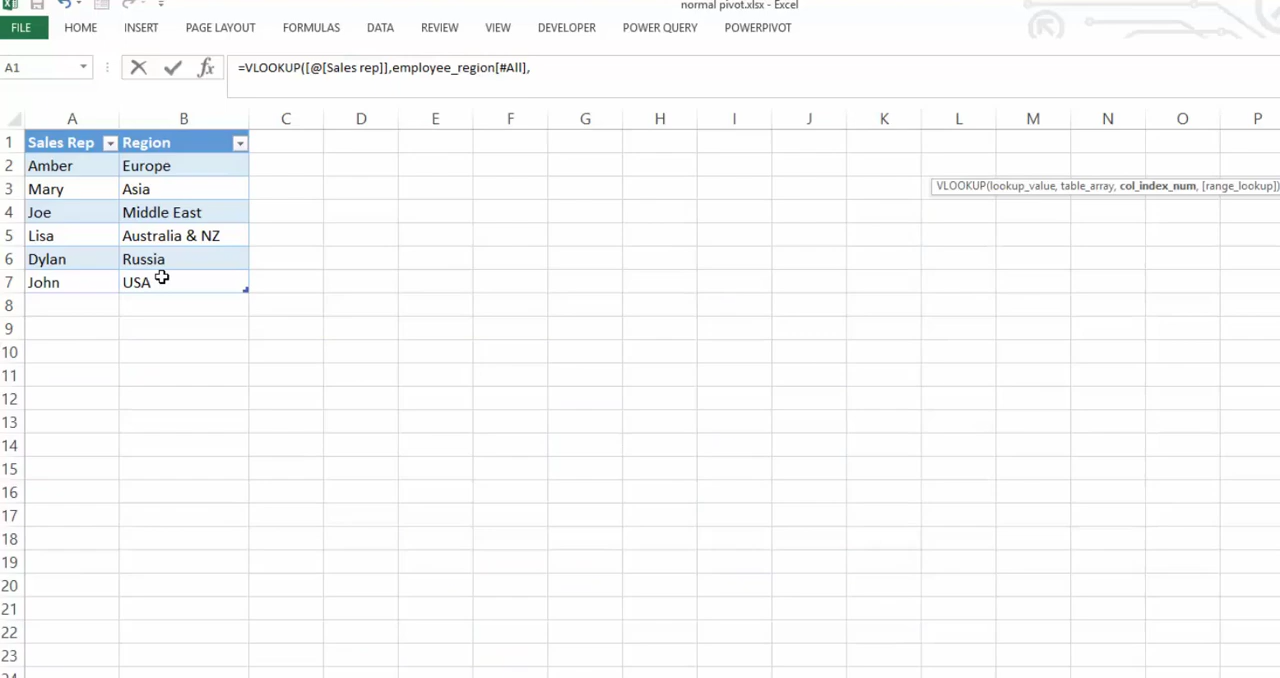 normal pivot.xlsx - Excel
FILE HOME INSERT PAGE LAYOUT FORMULAS DATA REVIEW VIEW DEVELOPER POWER QUERY POWERPIVOT
A1 fx =VLOOKUP([@[Sales rep]],employee_region[#All],
A B C D E F G H I J K L M N O P
1 Sales Rep Region
2 Amber Europe
3 Mary Asia
VLOOKUP(lookup_value, table_array, col_index_num, [range_lookup])
4 Joe Middle East
5 Lisa Australia & NZ
6 Dylan Russia
7 John USA
8
9
10
11
12
13
14
15
16
17
18
19
20
21
22
23
24